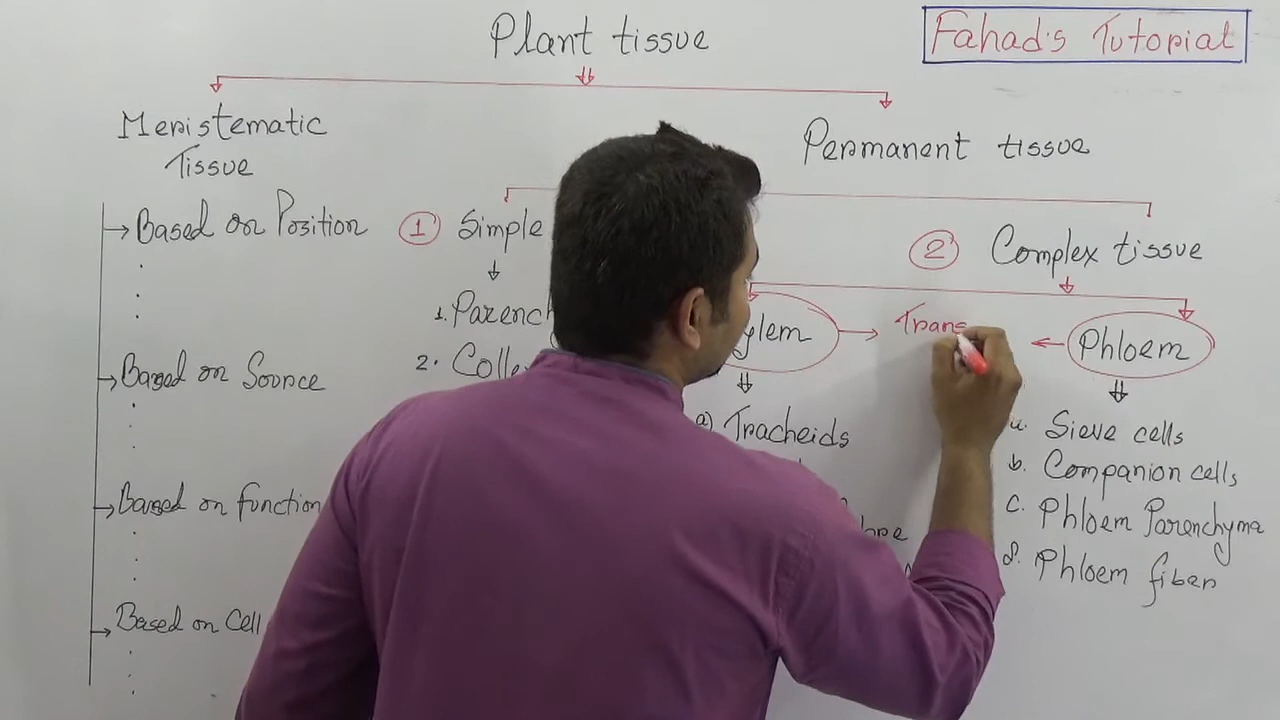 Plant tissue
Fahad's Tutorial
Meristematic
Tissue
Permanent tissue
Based on Position
1 Simple
2 Complex tissue
1. Parench
2. Colle
ylem
Trans
Phloem
Based on Source
a) Tracheids
a. Sieve cells
b. Companion cells
c. Phloem Parenchyma
d. Phloem fiber
Based on function
Based on Cell